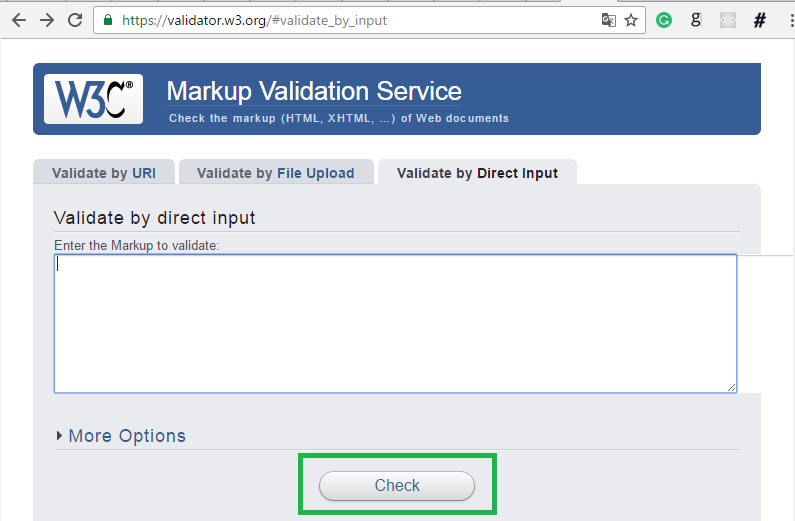 https://validator.w3.org/#validate_by_input
g
#
W3C®
Markup Validation Service
Check the markup (HTML, XHTML, …) of Web documents
Validate by URI
Validate by File Upload
Validate by Direct Input
Validate by direct input
Enter the Markup to validate:
More Options
Check